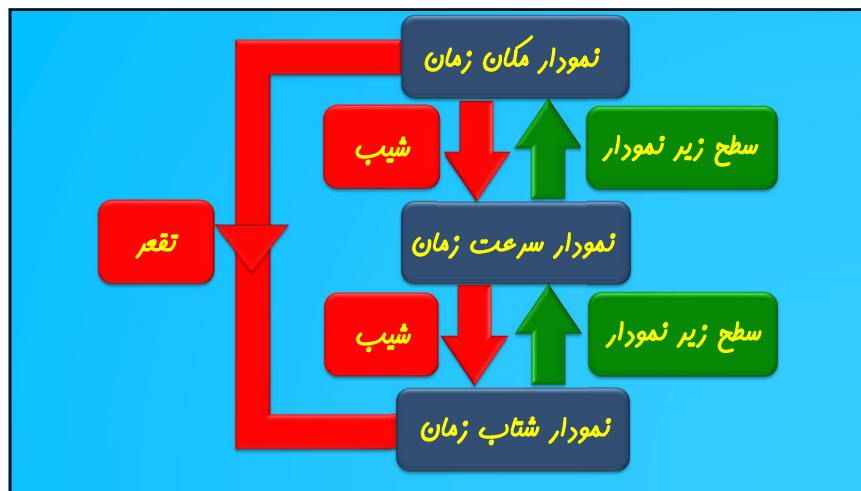 نمودار مکان زمان
شیب
سطح زیر نمودار
تقعر
نمودار سرعت زمان
شیب
سطح زیر نمودار
نمودار شتاب زمان